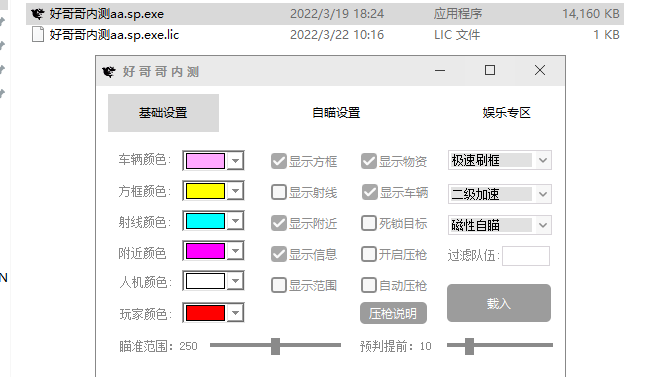 好哥哥内测aa.sp.exe 2022/3/19 18:24 应用程序 14,160 KB
好哥哥内测aa.sp.exe.lic 2022/3/22 10:16 LIC 文件 1 KB
好哥哥内测
基础设置 自瞄设置 娱乐专区
车辆颜色： 显示方框 显示物资 极速刷框
方框颜色： 显示射线 显示车辆 二级加速
射线颜色： 显示附近 死锁目标 磁性自瞄
附近颜色 显示信息 开启压枪 过滤队伍：
人机颜色： 显示范围 自动压枪
玩家颜色： 压枪说明 载入
瞄准范围：250 预判提前：10
N